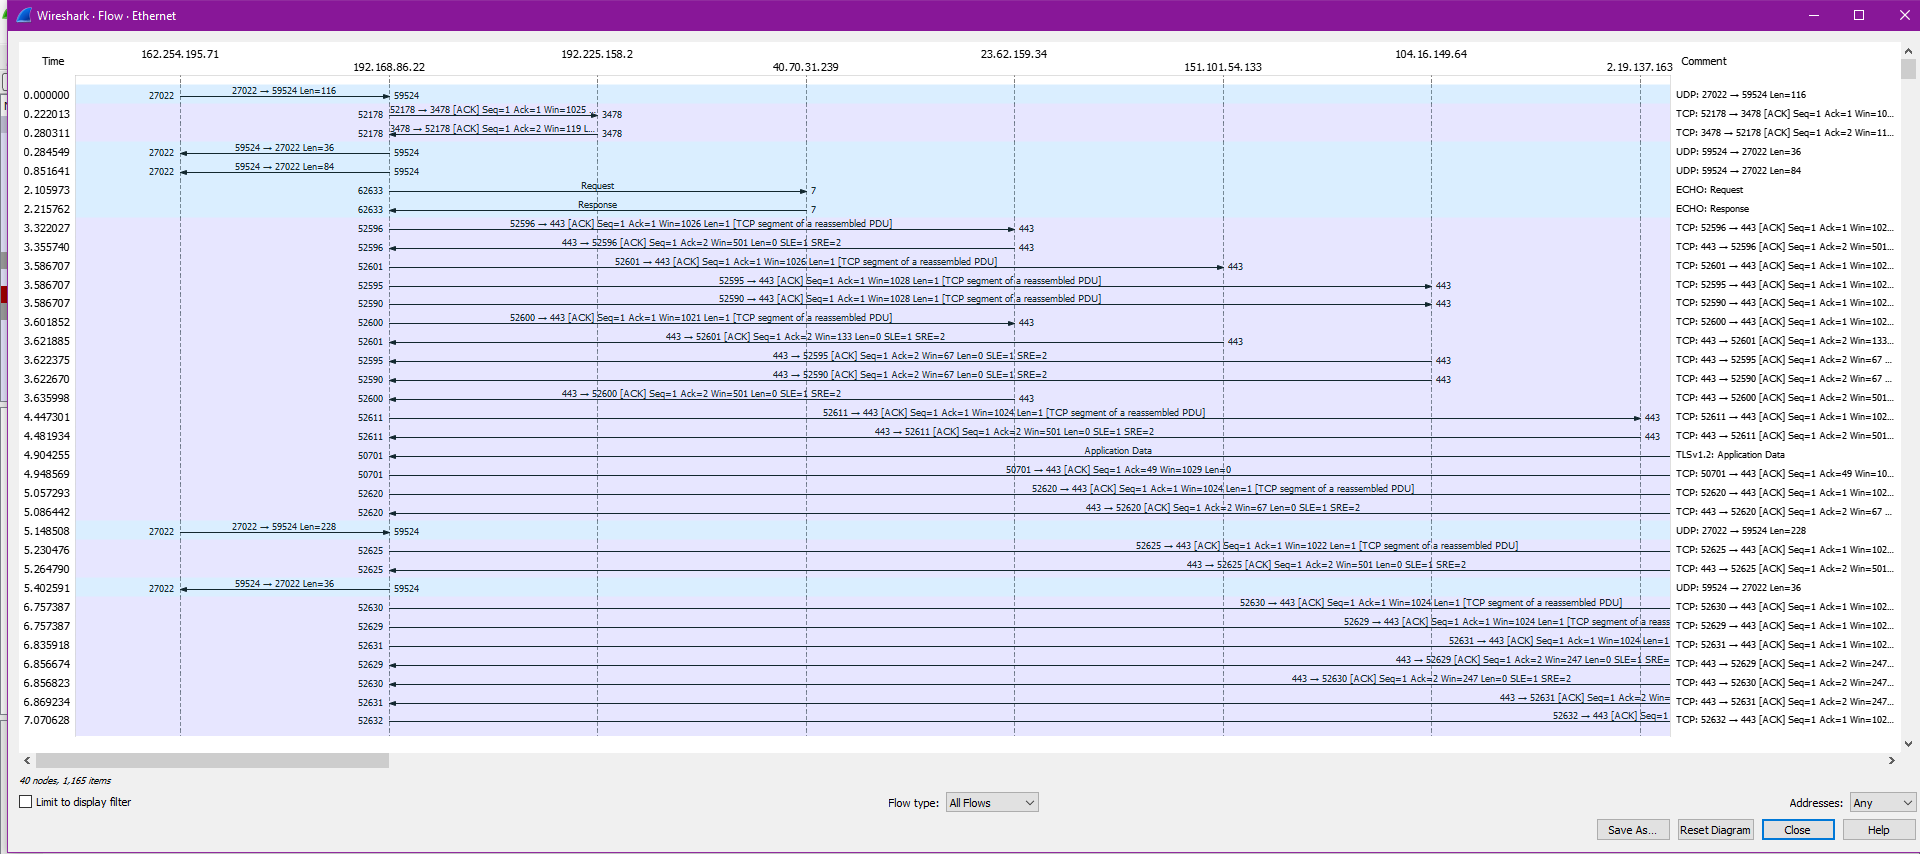 Wireshark · Flow · Ethernet
162.254.195.71 192.225.158.2 23.62.159.34 104.16.149.64
Time 192.168.86.22 40.70.31.239 151.101.54.133 2.19.137.163 Comment
0.000000 27022 27022 → 59524 Len=116 59524 UDP: 27022 → 59524 Len=116
0.222013 52178 52178 → 3478 [ACK] Seq=1 Ack=1 Win=1025 ... 3478 TCP: 52178 → 3478 [ACK] Seq=1 Ack=1 Win=10...
0.280311 52178 3478 → 52178 [ACK] Seq=1 Ack=2 Win=119 L... 3478 TCP: 3478 → 52178 [ACK] Seq=1 Ack=2 Win=11...
0.284549 27022 59524 → 27022 Len=36 59524 UDP: 59524 → 27022 Len=36
0.851641 27022 59524 → 27022 Len=84 59524 UDP: 59524 → 27022 Len=84
2.105973 62633 Request 7 ECHO: Request
2.215762 62633 Response 7 ECHO: Response
3.322027 52596 52596 → 443 [ACK] Seq=1 Ack=1 Win=1026 Len=1 [TCP segment of a reassembled PDU] 443 TCP: 52596 → 443 [ACK] Seq=1 Ack=1 Win=102...
3.355740 52596 443 → 52596 [ACK] Seq=1 Ack=2 Win=501 Len=0 SLE=1 SRE=2 443 TCP: 443 → 52596 [ACK] Seq=1 Ack=2 Win=501...
3.586707 52601 52601 → 443 [ACK] Seq=1 Ack=1 Win=1026 Len=1 [TCP segment of a reassembled PDU] 443 TCP: 52601 → 443 [ACK] Seq=1 Ack=1 Win=102...
3.586707 52595 52595 → 443 [ACK] Seq=1 Ack=1 Win=1028 Len=1 [TCP segment of a reassembled PDU] 443 TCP: 52595 → 443 [ACK] Seq=1 Ack=1 Win=102...
3.586707 52590 52590 → 443 [ACK] Seq=1 Ack=1 Win=1028 Len=1 [TCP segment of a reassembled PDU] 443 TCP: 52590 → 443 [ACK] Seq=1 Ack=1 Win=102...
3.601852 52600 52600 → 443 [ACK] Seq=1 Ack=1 Win=1021 Len=1 [TCP segment of a reassembled PDU] 443 TCP: 52600 → 443 [ACK] Seq=1 Ack=1 Win=102...
3.621885 52601 443 → 52601 [ACK] Seq=1 Ack=2 Win=133 Len=0 SLE=1 SRE=2 443 TCP: 443 → 52601 [ACK] Seq=1 Ack=2 Win=133...
3.622375 52595 443 → 52595 [ACK] Seq=1 Ack=2 Win=67 Len=0 SLE=1 SRE=2 443 TCP: 443 → 52595 [ACK] Seq=1 Ack=2 Win=67 ...
3.622670 52590 443 → 52590 [ACK] Seq=1 Ack=2 Win=67 Len=0 SLE=1 SRE=2 443 TCP: 443 → 52590 [ACK] Seq=1 Ack=2 Win=67 ...
3.635998 52600 443 → 52600 [ACK] Seq=1 Ack=2 Win=501 Len=0 SLE=1 SRE=2 443 TCP: 443 → 52600 [ACK] Seq=1 Ack=2 Win=501...
4.447301 52611 52611 → 443 [ACK] Seq=1 Ack=1 Win=1024 Len=1 [TCP segment of a reassembled PDU] 443 TCP: 52611 → 443 [ACK] Seq=1 Ack=1 Win=102...
4.481934 52611 443 → 52611 [ACK] Seq=1 Ack=2 Win=501 Len=0 SLE=1 SRE=2 443 TCP: 443 → 52611 [ACK] Seq=1 Ack=2 Win=501...
4.904255 50701 Application Data TLSv1.2: Application Data
4.948569 50701 50701 → 443 [ACK] Seq=1 Ack=49 Win=1029 Len=0 TCP: 50701 → 443 [ACK] Seq=1 Ack=49 Win=10...
5.057293 52620 52620 → 443 [ACK] Seq=1 Ack=1 Win=1024 Len=1 [TCP segment of a reassembled PDU] TCP: 52620 → 443 [ACK] Seq=1 Ack=1 Win=102...
5.086442 52620 443 → 52620 [ACK] Seq=1 Ack=2 Win=67 Len=0 SLE=1 SRE=2 TCP: 443 → 52620 [ACK] Seq=1 Ack=2 Win=67 ...
5.148508 27022 27022 → 59524 Len=228 59524 UDP: 27022 → 59524 Len=228
5.230476 52625 52625 → 443 [ACK] Seq=1 Ack=1 Win=1022 Len=1 [TCP segment of a reassembled PDU] TCP: 52625 → 443 [ACK] Seq=1 Ack=1 Win=102...
5.264790 52625 443 → 52625 [ACK] Seq=1 Ack=2 Win=501 Len=0 SLE=1 SRE=2 TCP: 443 → 52625 [ACK] Seq=1 Ack=2 Win=501...
5.402591 27022 59524 → 27022 Len=36 59524 UDP: 59524 → 27022 Len=36
6.757387 52630 52630 → 443 [ACK] Seq=1 Ack=1 Win=1024 Len=1 [TCP segment of a reassembled PDU] TCP: 52630 → 443 [ACK] Seq=1 Ack=1 Win=102...
6.757387 52629 52629 → 443 [ACK] Seq=1 Ack=1 Win=1024 Len=1 [TCP segment of a reass TCP: 52629 → 443 [ACK] Seq=1 Ack=1 Win=102...
6.835918 52631 52631 → 443 [ACK] Seq=1 Ack=1 Win=1024 Len=1 TCP: 52631 → 443 [ACK] Seq=1 Ack=1 Win=102...
6.856674 52629 443 → 52629 [ACK] Seq=1 Ack=2 Win=247 Len=0 SLE=1 SRE= TCP: 443 → 52629 [ACK] Seq=1 Ack=2 Win=247...
6.856823 52630 443 → 52630 [ACK] Seq=1 Ack=2 Win=247 Len=0 SLE=1 SRE=2 TCP: 443 → 52630 [ACK] Seq=1 Ack=2 Win=247...
6.869234 52631 443 → 52631 [ACK] Seq=1 Ack=2 Win= TCP: 443 → 52631 [ACK] Seq=1 Ack=2 Win=247...
7.070628 52632 52632 → 443 [ACK] Seq=1 TCP: 52632 → 443 [ACK] Seq=1 Ack=1 Win=102...
40 nodes, 1,165 items
Limit to display filter Flow type: All Flows Addresses: Any
Save As... Reset Diagram Close Help